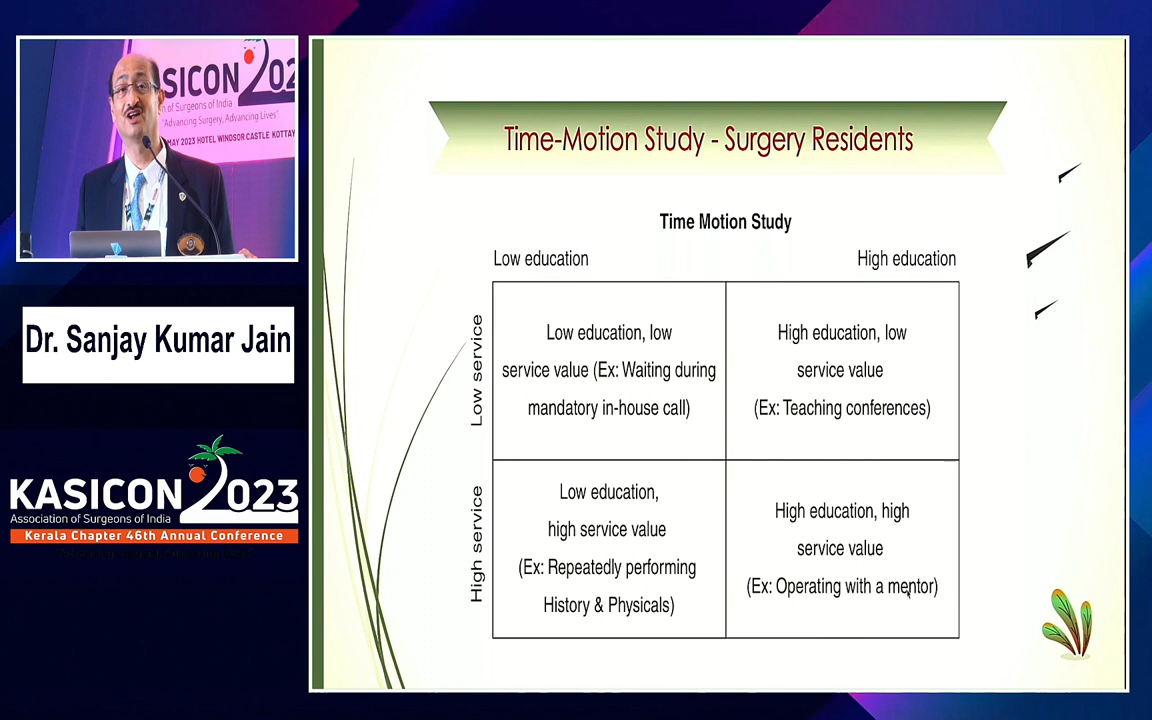 SICON 202
n of Surgeons of India
"Advancing Surgery, Advancing Lives"
MAY 2023 HOTEL WINDSOR CASTLE KOTTAY
Dr. Sanjay Kumar Jain
KASICON 2023
Association of Surgeons of India
Kerala Chapter 46th Annual Conference
Time-Motion Study - Surgery Residents
Time Motion Study
Low education
High education
Low service
Low education, low
service value (Ex: Waiting during
mandatory in-house call)
High education, low
service value
(Ex: Teaching conferences)
High service
Low education,
high service value
(Ex: Repeatedly performing
History & Physicals)
High education, high
service value
(Ex: Operating with a mentor)